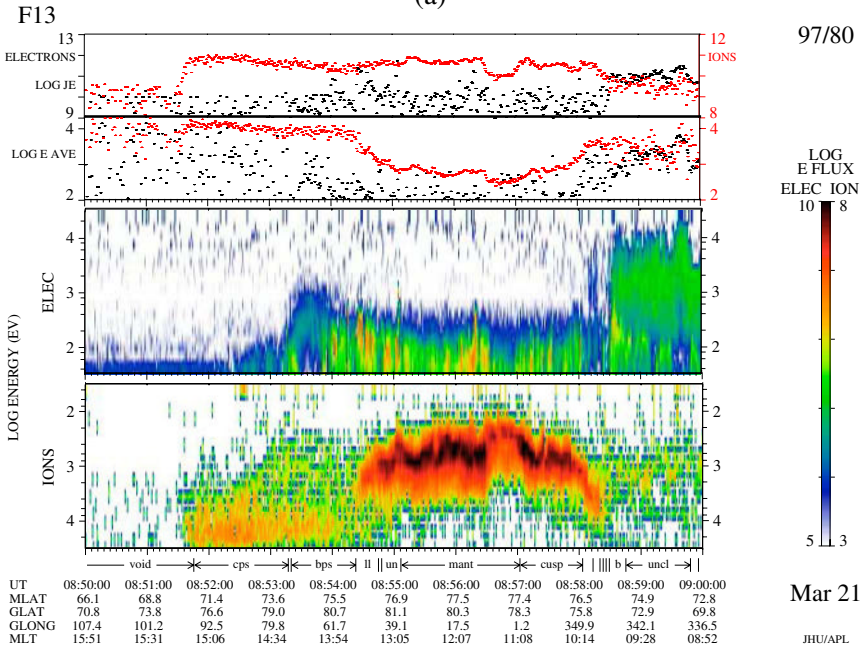 (a)
F13
97/80
13
12
ELECTRONS
IONS
LOG JE
9
8
4
4
LOG E AVE
2
2
LOG
E FLUX
ELEC ION
10
8
5
3
LOG ENERGY (EV)
ELEC
4
4
3
3
2
2
IONS
2
2
3
3
4
4
void cps bps ll un mant cusp b uncl
UT 08:50:00 08:51:00 08:52:00 08:53:00 08:54:00 08:55:00 08:56:00 08:57:00 08:58:00 08:59:00 09:00:00
MLAT 66.1 68.8 71.4 73.6 75.5 76.9 77.5 77.4 76.5 74.9 72.8
GLAT 70.8 73.8 76.6 79.0 80.7 81.1 80.3 78.3 75.8 72.9 69.8
GLONG 107.4 101.2 92.5 79.8 61.7 39.1 17.5 1.2 349.9 342.1 336.5
MLT 15:51 15:31 15:06 14:34 13:54 13:05 12:07 11:08 10:14 09:28 08:52
Mar 21
JHU/APL